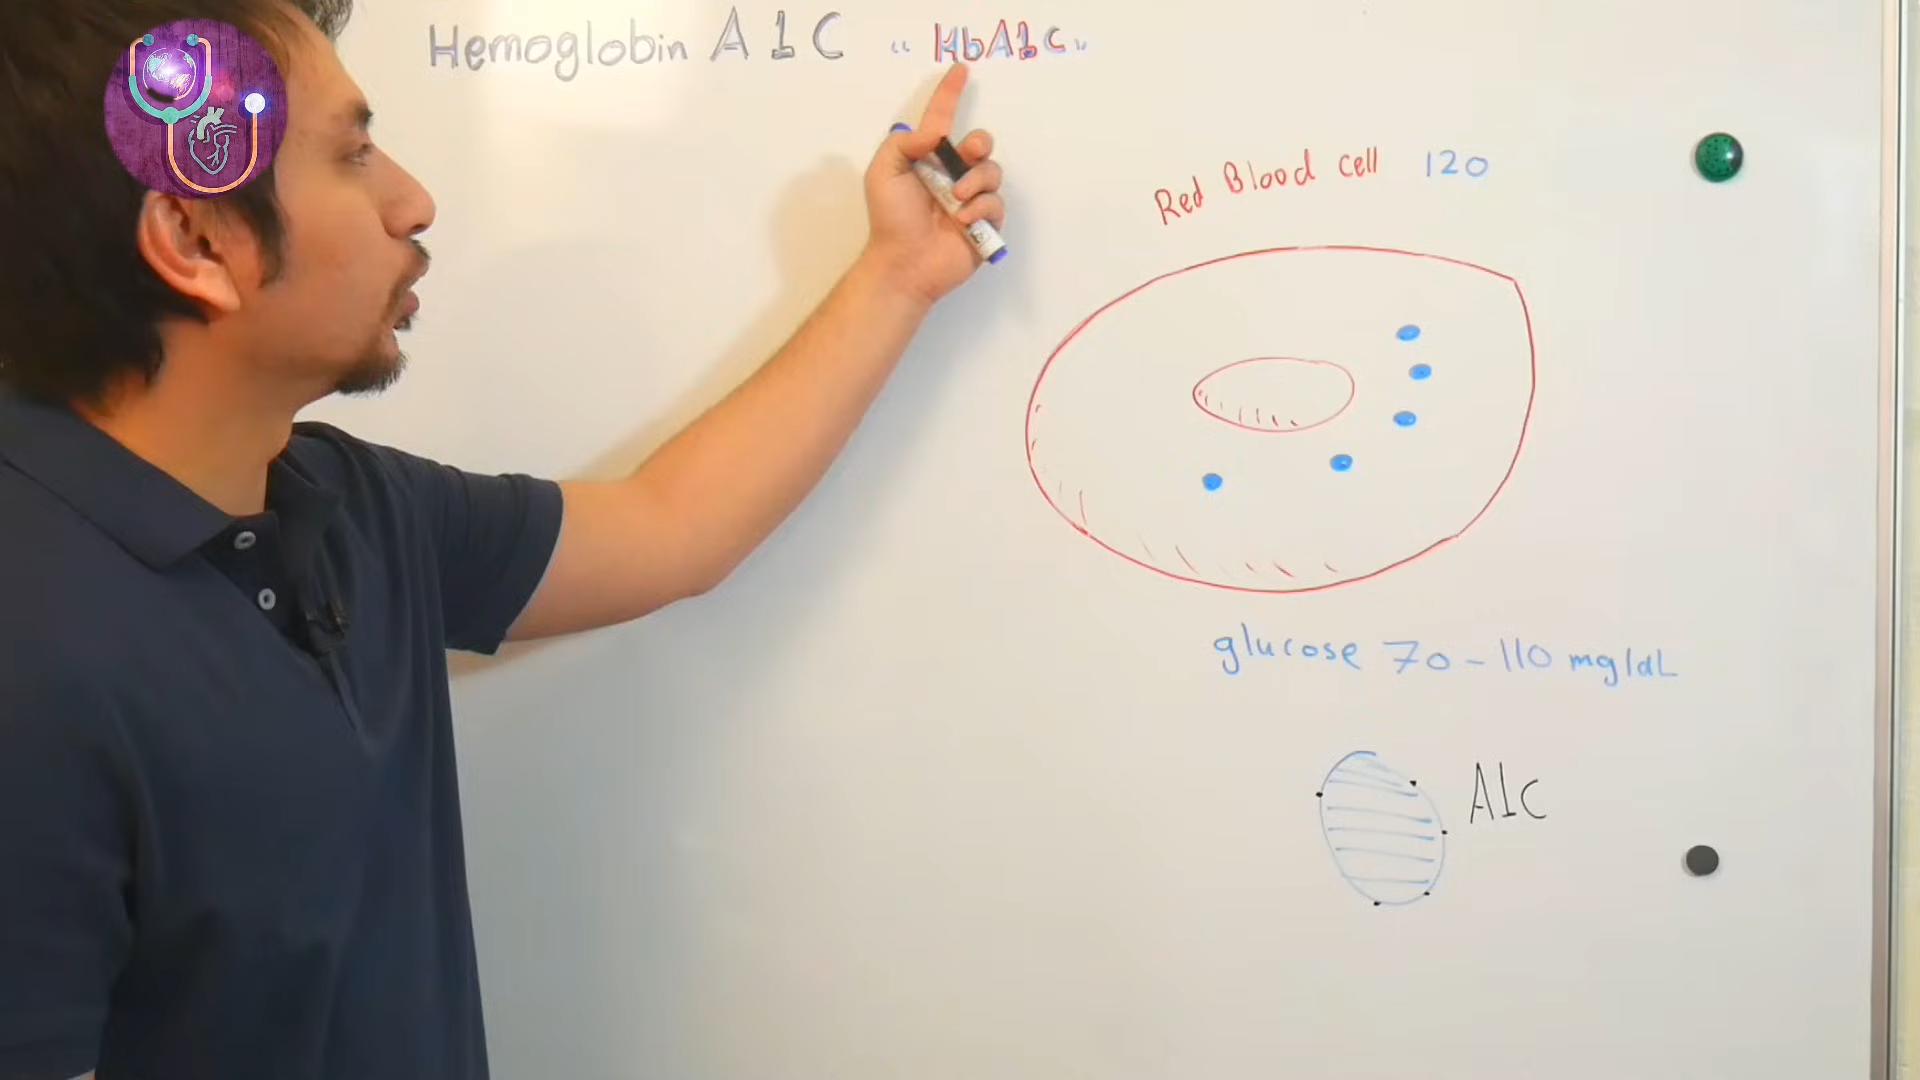 Hemoglobin A1C “HbA1c”
Red Blood cell 120
glucose 70-110 mg/dL
A1c